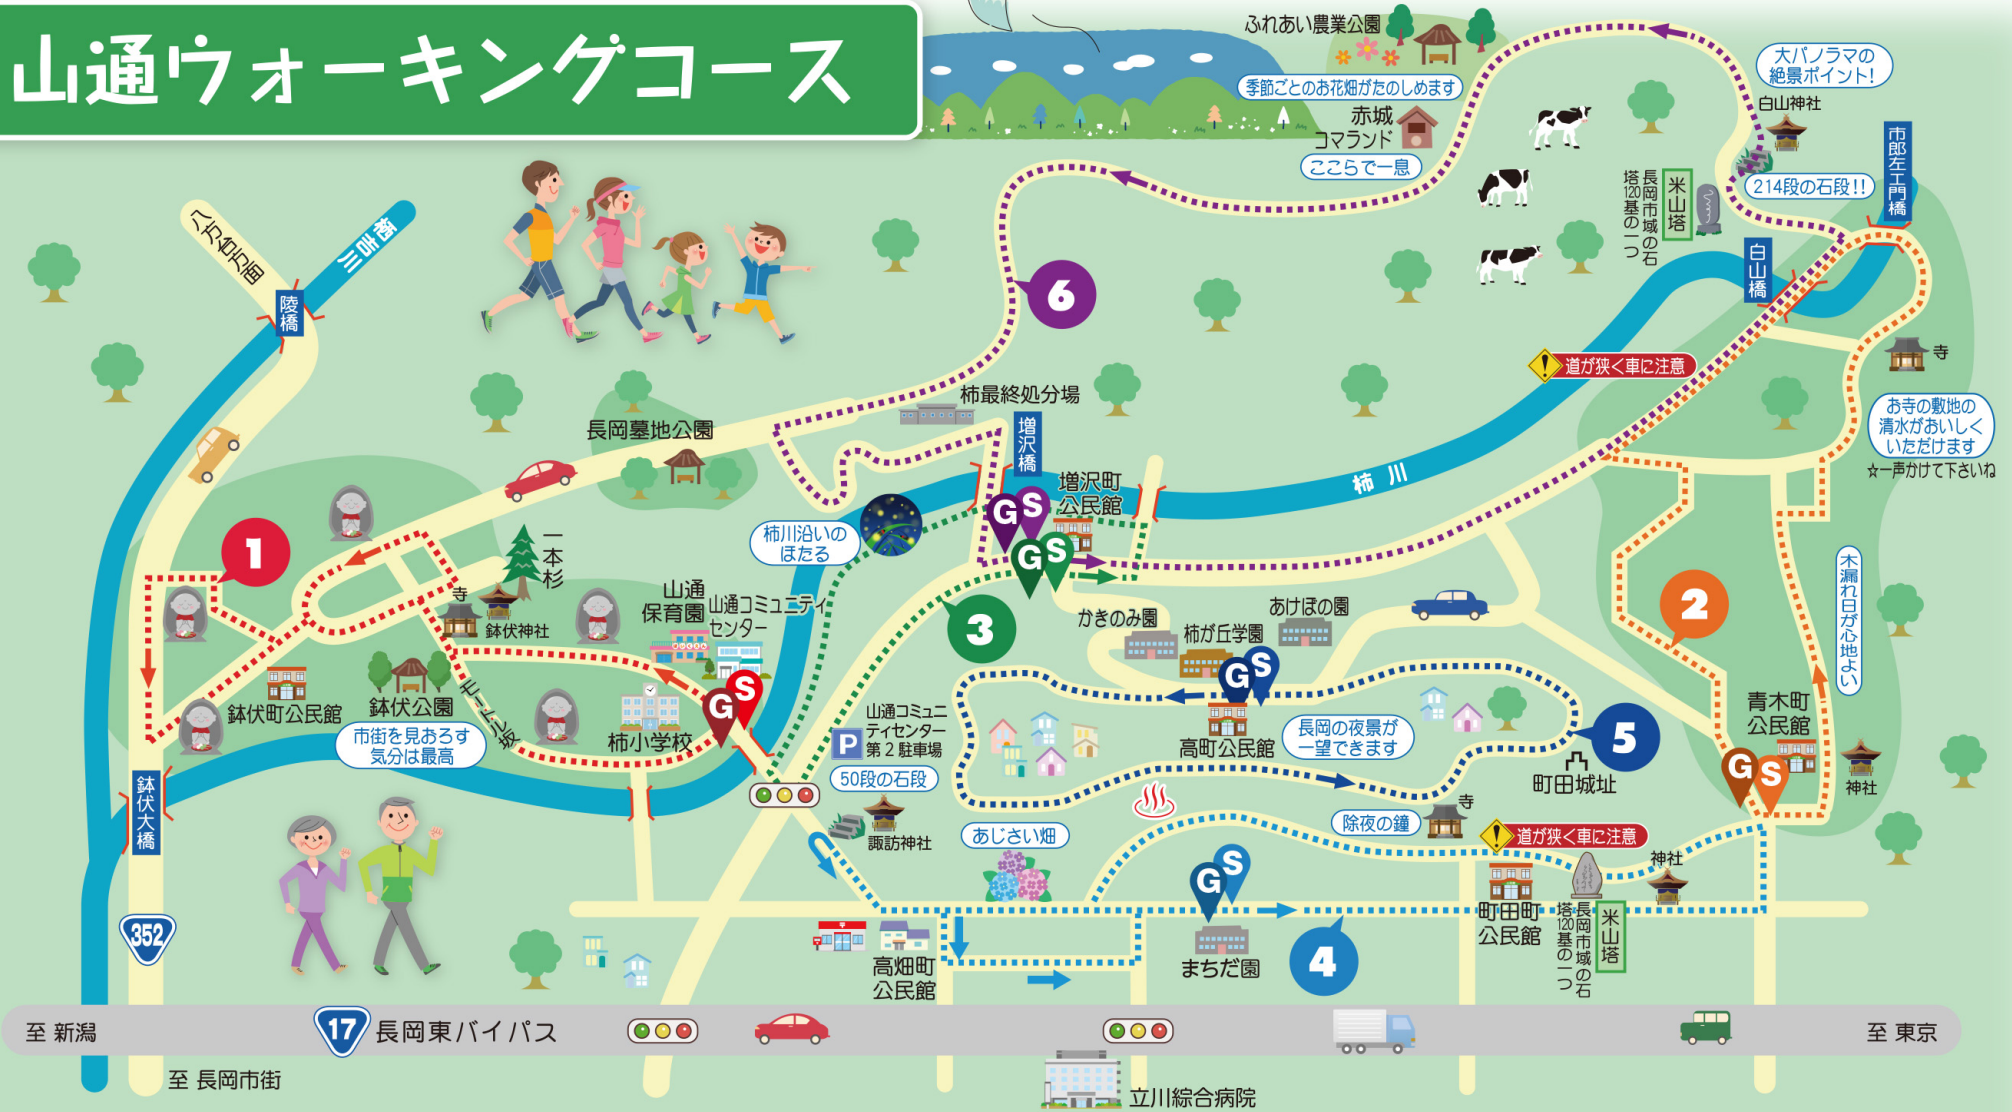 山通ウォーキングコース
ふれあい農業公園
季節ごとのお花畑がたのしめます
赤城
コマランド
ここらで一息
大パノラマの
絶景ポイント!
白山神社
214段の石段!!
市郎左エ門橋
米山塔
長岡市域の石
塔120基の一つ
白山橋
八方台方面
栖吉川
陵橋
6
道が狭く車に注意
寺
お寺の敷地の
清水がおいしく
いただけます
☆一声かけて下さいね
柿最終処分場
長岡墓地公園
増沢橋
増沢町
公民館
柿川
G
S
G
S
柿川沿いの
ほたる
1
一本杉
寺
鉢伏神社
山通
保育園
山通コミュニティ
センター
3
かきのみ園
柿が丘学園
あけぼの園
2
木漏れ日が心地よい
鉢伏町公民館
鉢伏公園
モートル坂
市街を見おろす
気分は最高
柿小学校
G
S
P
山通コミュニ
ティセンター
第2駐車場
50段の石段
諏訪神社
G
S
高町公民館
長岡の夜景が
一望できます
5
町田城址
青木町
公民館
G
S
神社
鉢伏大橋
あじさい畑
除夜の鐘
寺
道が狭く車に注意
神社
G
S
町田町
公民館
米山塔
長岡市域の石
塔120基の一つ
まちだ園
4
高畑町
公民館
352
至 新潟
17
長岡東バイパス
至 東京
至 長岡市街
立川綜合病院